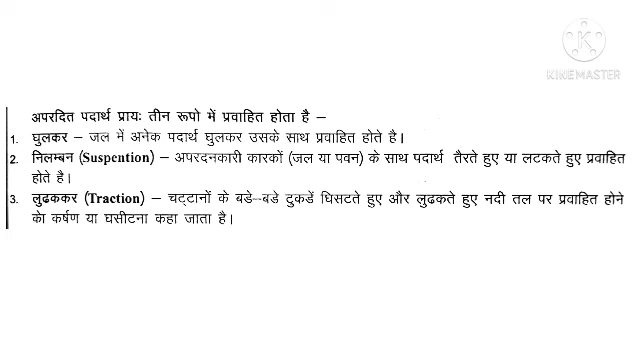 KINEMASTER
अपरदित पदार्थ प्रायः तीन रूपो में प्रवाहित होता है –
1. घुलकर – जल में अनेक पदार्थ घुलकर उसके साथ प्रवाहित होते है।
2. निलम्बन (Suspention) – अपरदनकारी कारकों (जल या पवन) के साथ पदार्थ तैरते हुए या लटकते हुए प्रवाहित
होते है।
3. लुढककर (Traction) – चट्टानों के बडे–बडे टुकडें घिसटते हुए और लुढकते हुए नदी तल पर प्रवाहित होने
केा कर्षण या घसीटना कहा जाता है।